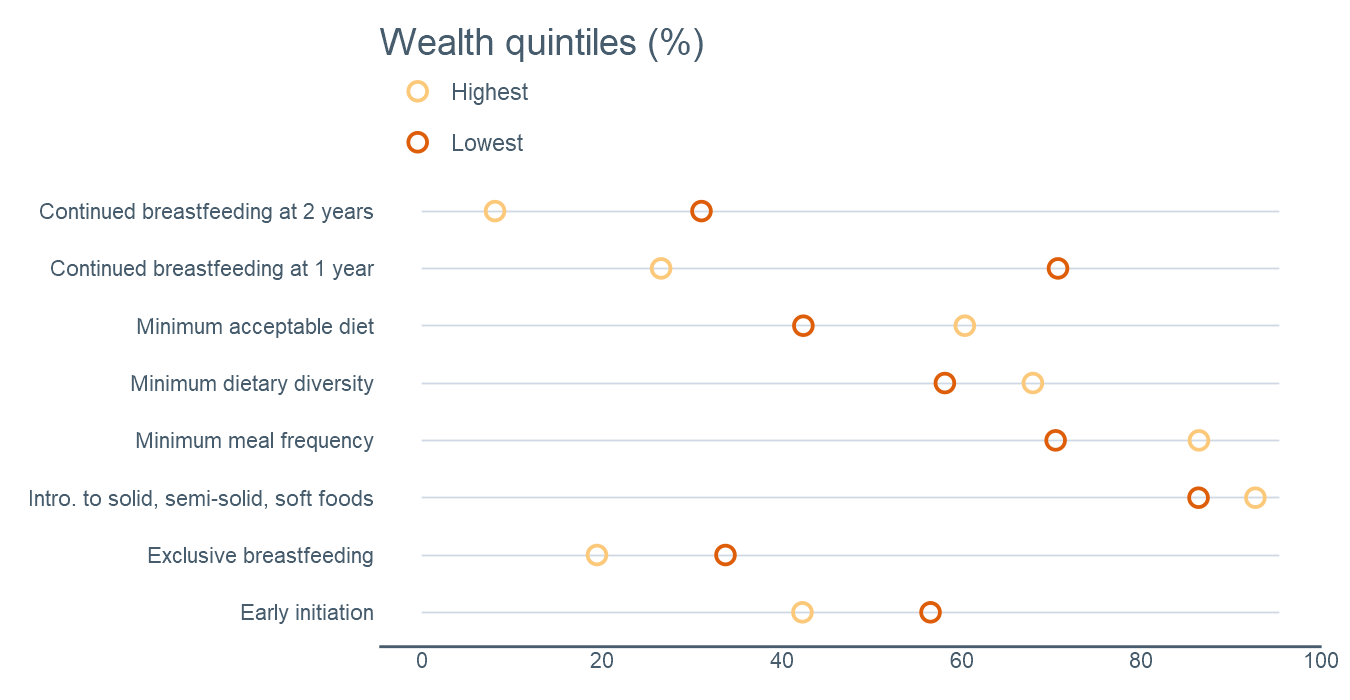 Wealth quintiles (%)
Highest
Lowest
Continued breastfeeding at 2 years
Continued breastfeeding at 1 year
Minimum acceptable diet
Minimum dietary diversity
Minimum meal frequency
Intro. to solid, semi-solid, soft foods
Exclusive breastfeeding
Early initiation
0 20 40 60 80 100